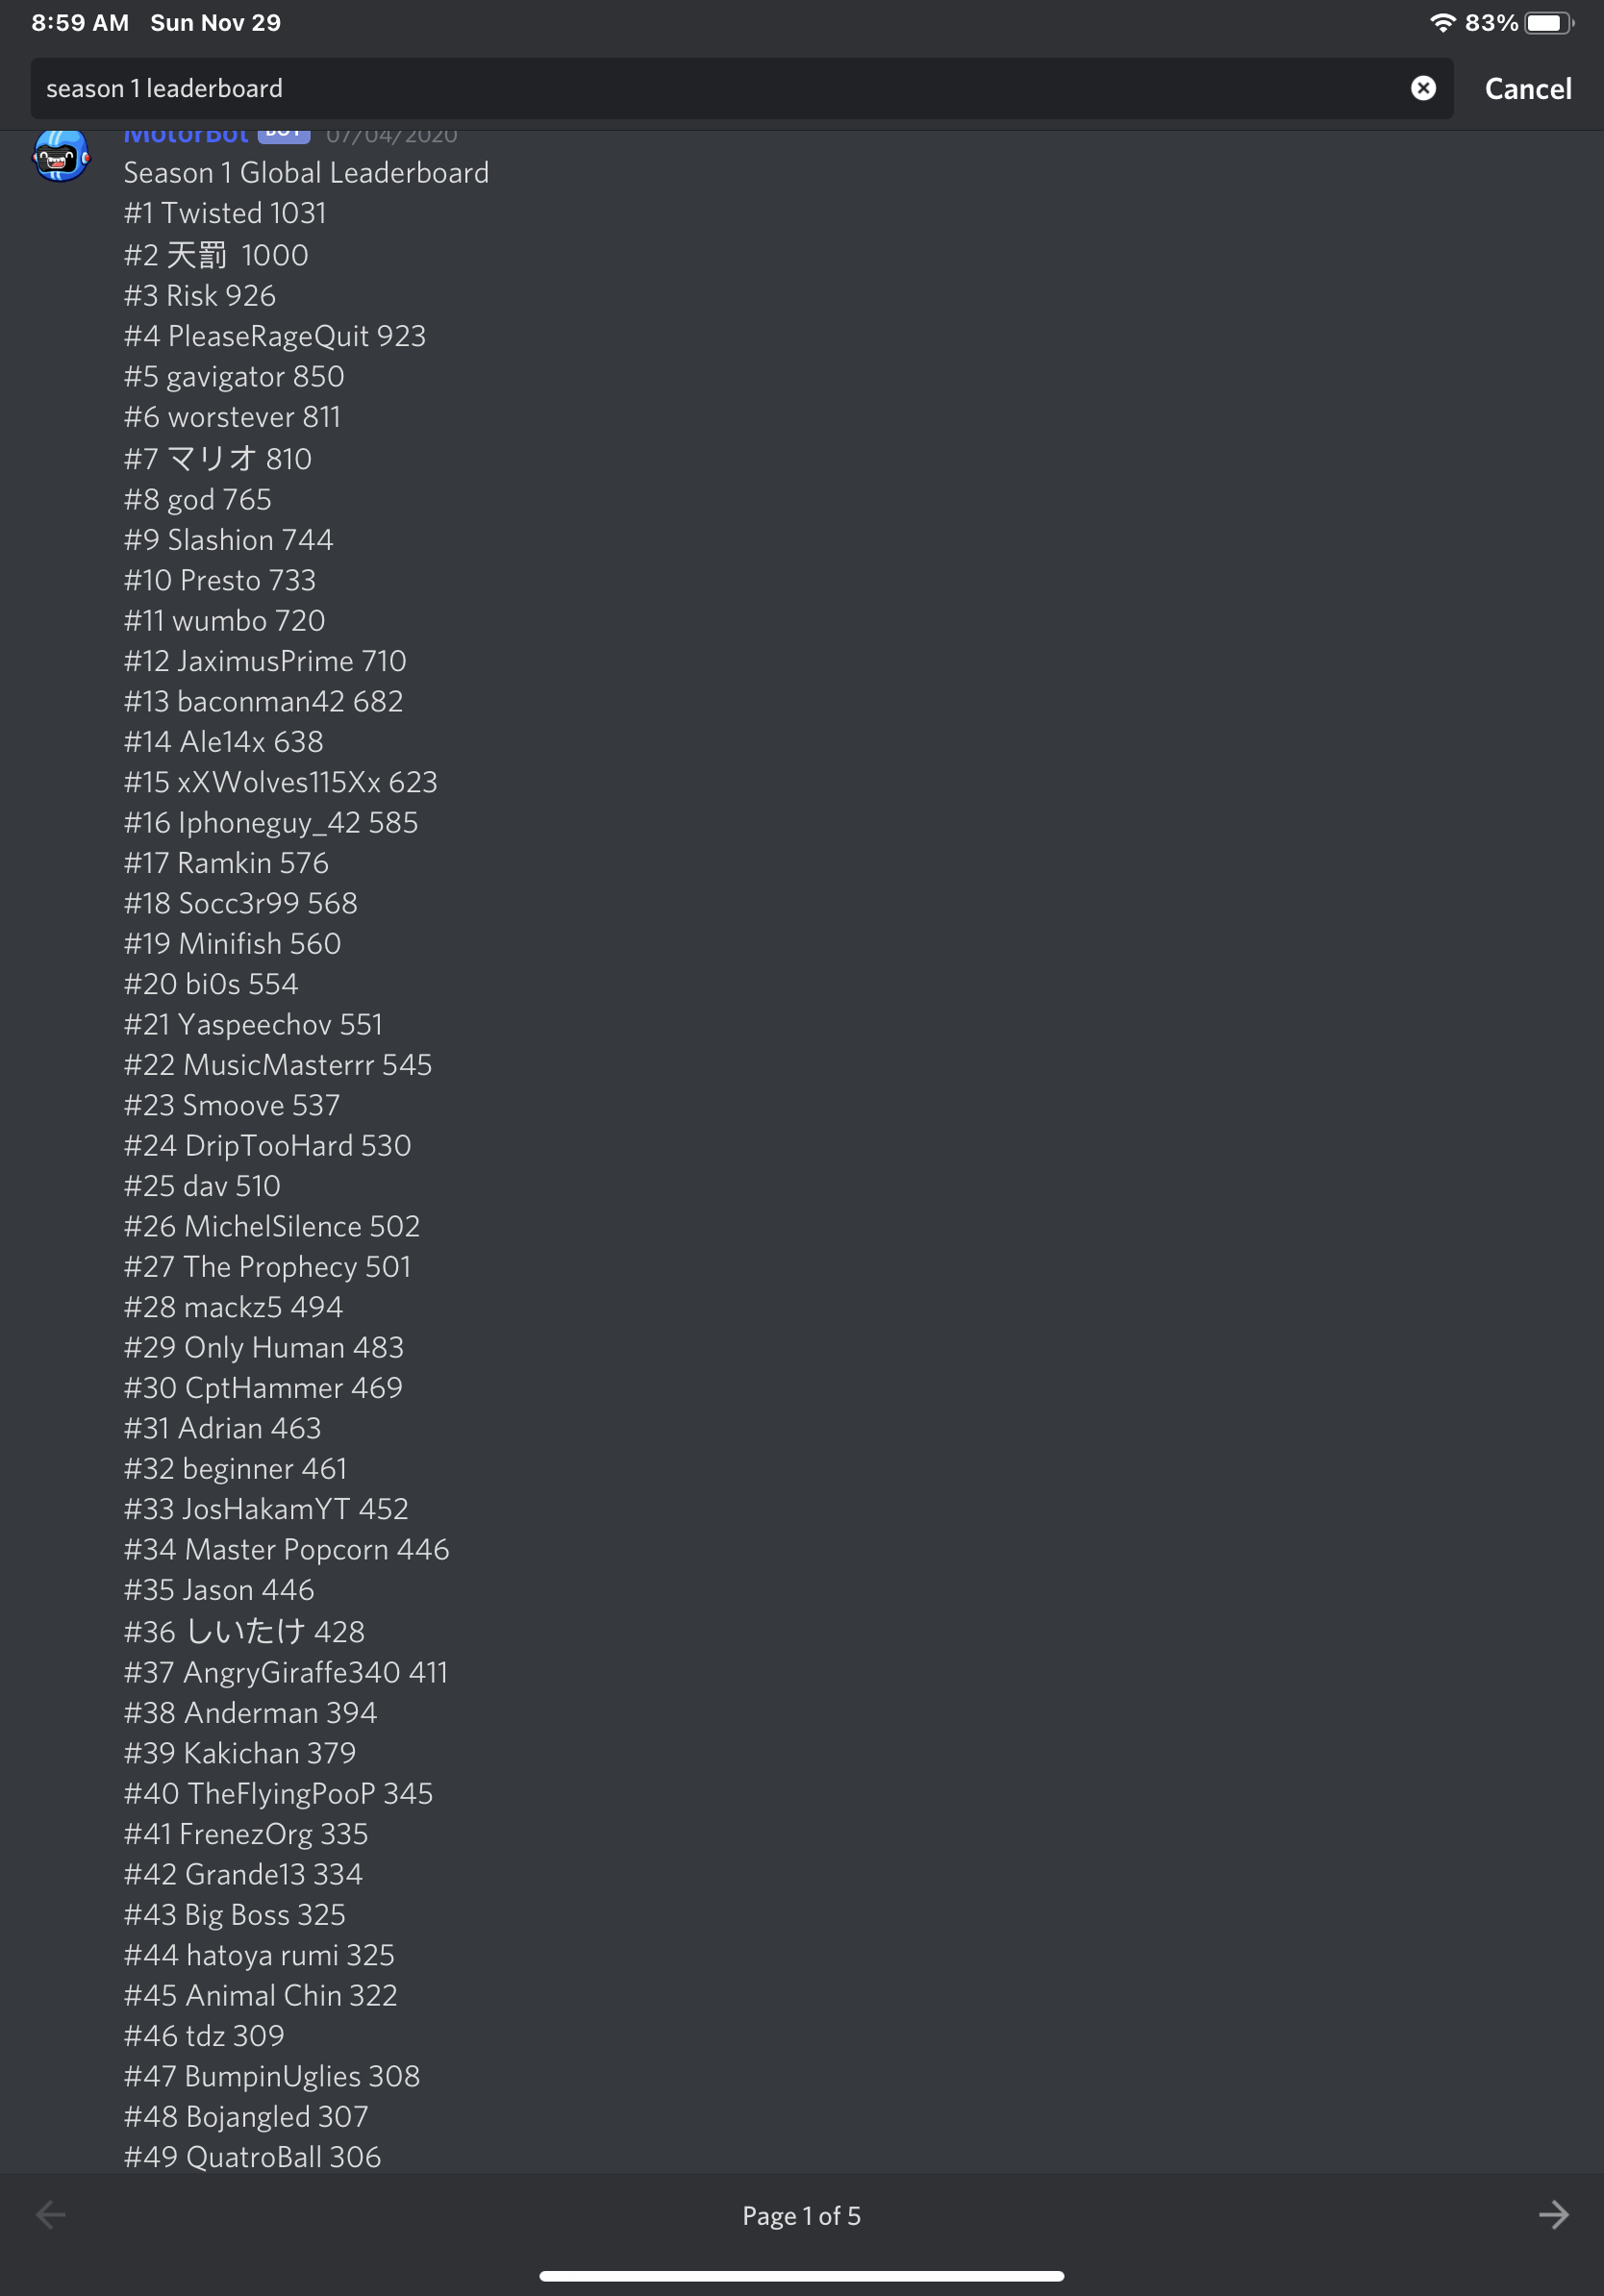 8:59 AM Sun Nov 29 83%
season 1 leaderboard Cancel
MotorBot BOT 07/04/2020
Season 1 Global Leaderboard
#1 Twisted 1031
#2 天罰 1000
#3 Risk 926
#4 PleaseRageQuit 923
#5 gavigator 850
#6 worstever 811
#7 マリオ 810
#8 god 765
#9 Slashion 744
#10 Presto 733
#11 wumbo 720
#12 JaximusPrime 710
#13 baconman42 682
#14 Ale14x 638
#15 xXWolves115Xx 623
#16 Iphoneguy_42 585
#17 Ramkin 576
#18 Socc3r99 568
#19 Minifish 560
#20 bi0s 554
#21 Yaspeechov 551
#22 MusicMasterrr 545
#23 Smoove 537
#24 DripTooHard 530
#25 dav 510
#26 MichelSilence 502
#27 The Prophecy 501
#28 mackz5 494
#29 Only Human 483
#30 CptHammer 469
#31 Adrian 463
#32 beginner 461
#33 JosHakamYT 452
#34 Master Popcorn 446
#35 Jason 446
#36 しいたけ 428
#37 AngryGiraffe340 411
#38 Anderman 394
#39 Kakichan 379
#40 TheFlyingPooP 345
#41 FrenezOrg 335
#42 Grande13 334
#43 Big Boss 325
#44 hatoya rumi 325
#45 Animal Chin 322
#46 tdz 309
#47 BumpinUglies 308
#48 Bojangled 307
#49 QuatroBall 306
Page 1 of 5